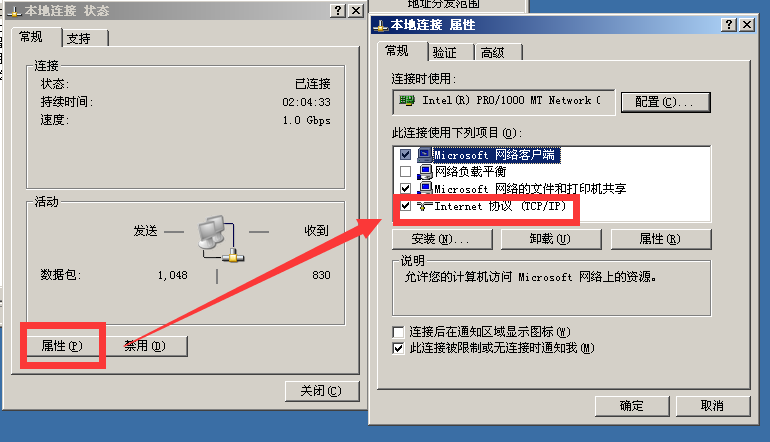 地址分发范围
本地连接 状态
常规
支持
连接
状态: 已连接
持续时间: 02:04:33
速度: 1.0 Gbps
活动
发送 收到
数据包: 1,048 830
属性(P)
禁用(D)
关闭(C)
本地连接 属性
常规
验证
高级
连接时使用:
Intel(R) PRO/1000 MT Network (
配置(C)...
此连接使用下列项目(O):
Microsoft 网络客户端
网络负载平衡
Microsoft 网络的文件和打印机共享
Internet 协议 (TCP/IP)
安装(N)...
卸载(U)
属性(R)
说明
允许您的计算机访问 Microsoft 网络上的资源。
连接后在通知区域显示图标(W)
此连接被限制或无连接时通知我(M)
确定
取消